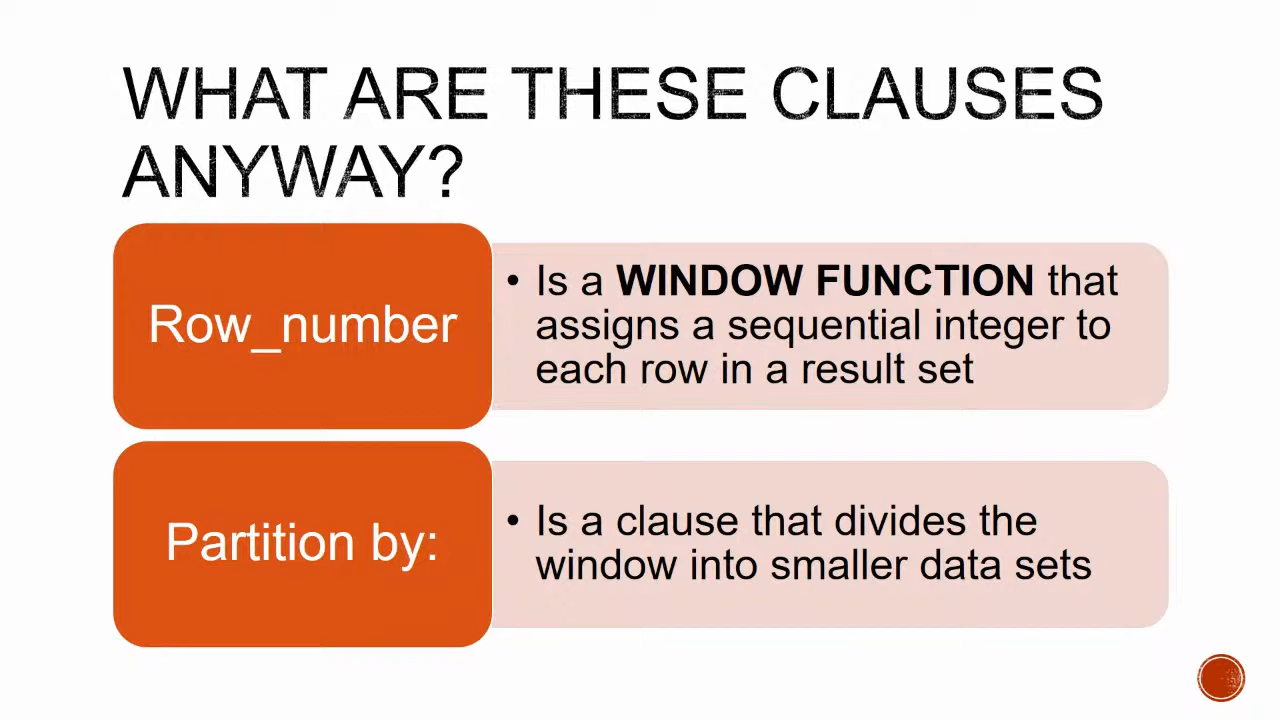 WHAT ARE THESE CLAUSES
ANYWAY?
Row_number
• Is a WINDOW FUNCTION that
assigns a sequential integer to
each row in a result set
Partition by:
• Is a clause that divides the
window into smaller data sets